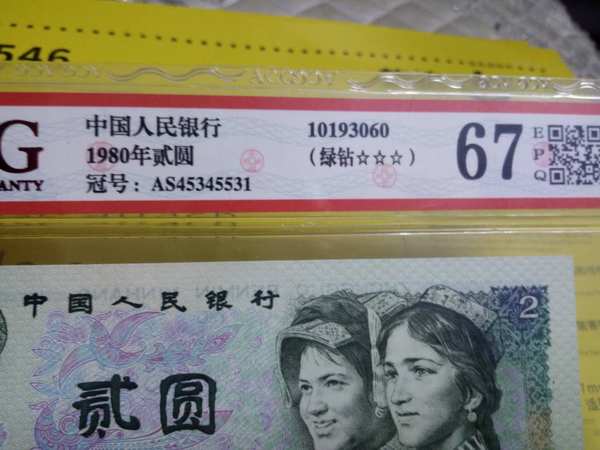 546
中国人民银行 10193060
G 1980年贰圆 (绿钻☆☆☆) 67 EPQ
ANTY 冠号: AS45345531
中国人民银行 2
贰圆